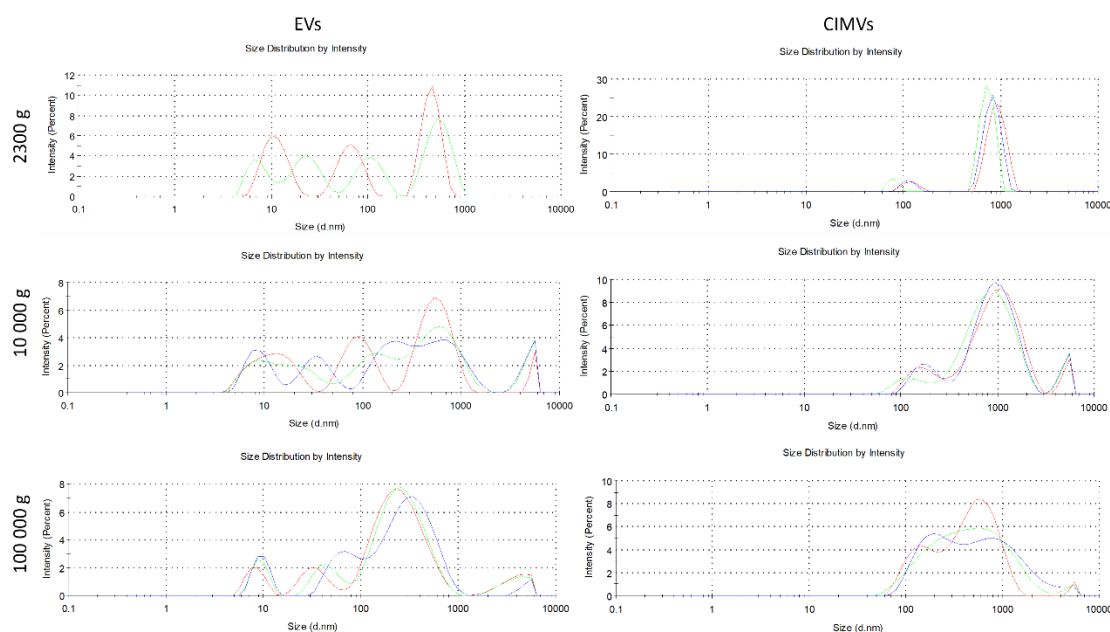 EVs
CIMVs
2300 g
Size Distribution by Intensity
Intensity (Percent)
12
10
8
6
4
2
0
0.1 1 10 100 1000 10000
Size (d.nm)
Size Distribution by Intensity
Intensity (Percent)
30
20
10
0
0.1 1 10 100 1000 10000
Size (d.nm)
10 000 g
Size Distribution by Intensity
Intensity (Percent)
8
6
4
2
0
0.1 1 10 100 1000 10000
Size (d.nm)
Size Distribution by Intensity
Intensity (Percent)
10
8
6
4
2
0
0.1 1 10 100 1000 10000
Size (d.nm)
100 000 g
Size Distribution by Intensity
Intensity (Percent)
8
6
4
2
0
0.1 1 10 100 1000 10000
Size (d.nm)
Size Distribution by Intensity
Intensity (Percent)
10
8
6
4
2
0
0.1 1 10 100 1000 10000
Size (d.nm)